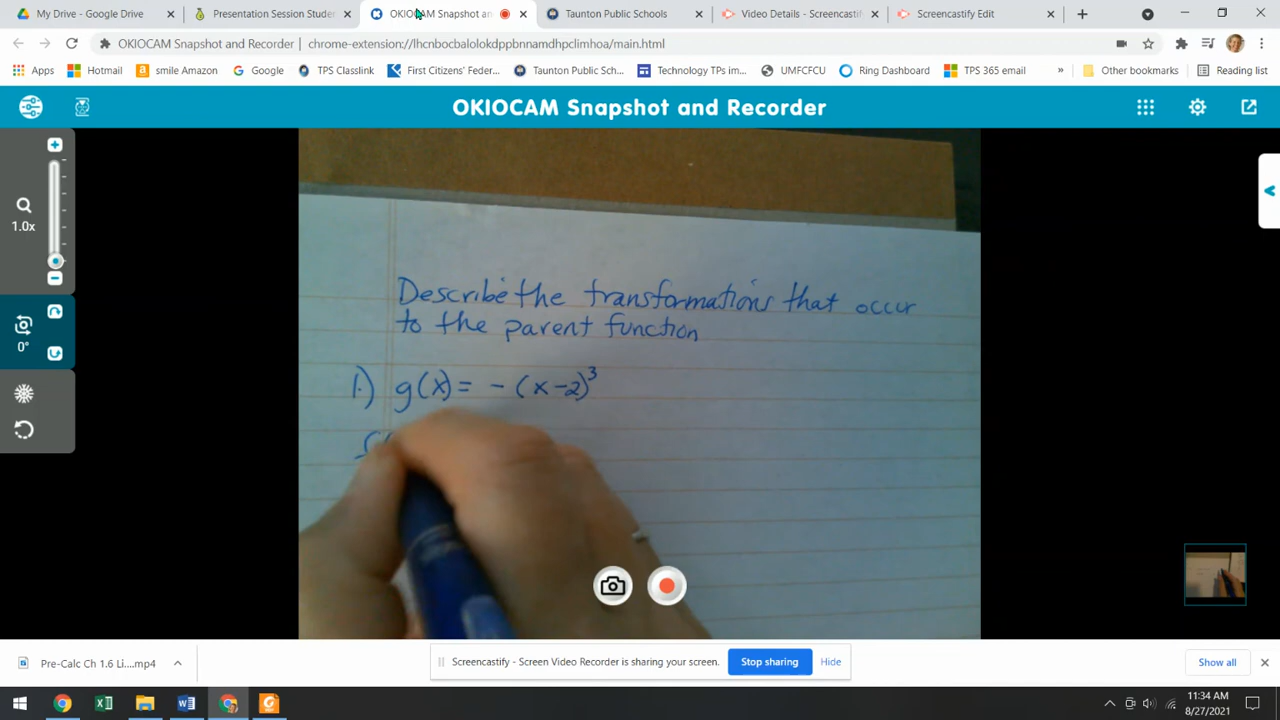 My Drive - Google Drive
Presentation Session Studer
OKIOCAM Snapshot an
Taunton Public Schools
Video Details - Screencastif
Screencastify Edit
OKIOCAM Snapshot and Recorder | chrome-extension://lhcnbocbalolpkdppbnnamdhpclimhoa/main.html
Apps
Hotmail
smile Amazon
Google
TPS Classlink
First Citizens' Feder...
Taunton Public Sch...
Technology TPs im...
UMFCFCU
Ring Dashboard
TPS 365 email
»
Other bookmarks
Reading list
OKIOCAM Snapshot and Recorder
1.0x
0°
Describe the transformations that occur
to the parent function
1.) g(x) = - (x-2)³
f(
Screencastify - Screen Video Recorder is sharing your screen.
Stop sharing
Hide
Pre-Calc Ch 1.6 Li....mp4
Show all
11:34 AM
8/27/2021